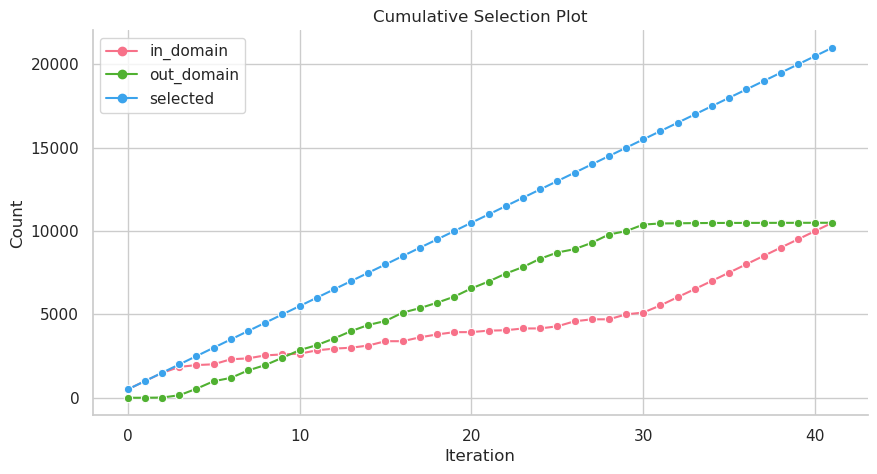 Cumulative Selection Plot
in_domain
out_domain
selected
Count
20000
15000
10000
5000
0
0 10 20 30 40
Iteration